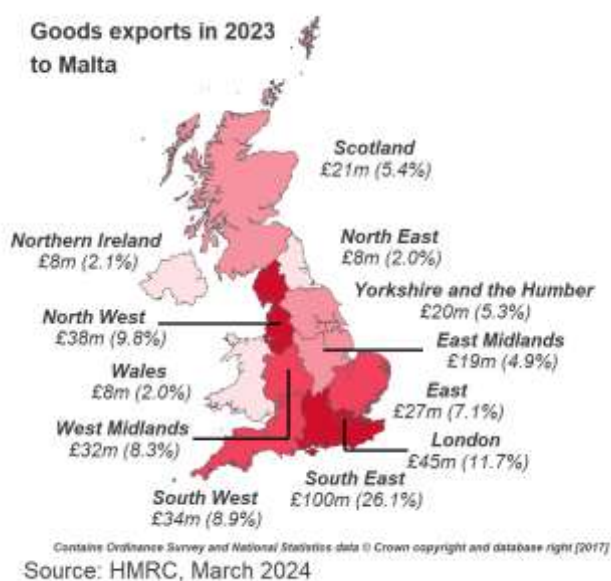 Goods exports in 2023
to Malta
Scotland
£21m (5.4%)
Northern Ireland
£8m (2.1%)
North East
£8m (2.0%)
Yorkshire and the Humber
£20m (5.3%)
North West
£38m (9.8%)
East Midlands
£19m (4.9%)
Wales
£8m (2.0%)
East
£27m (7.1%)
West Midlands
£32m (8.3%)
London
£45m (11.7%)
South East
£100m (26.1%)
South West
£34m (8.9%)
Contains Ordinance Survey and National Statistics data © Crown copyright and database right [2017]
Source: HMRC, March 2024